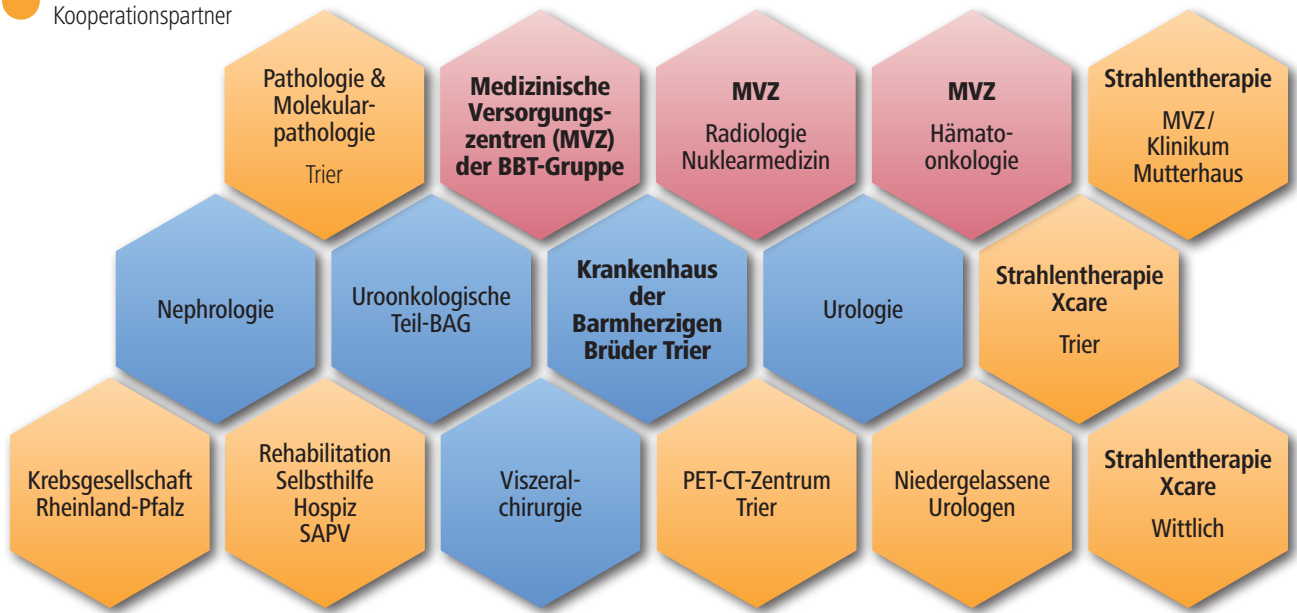 Kooperationspartner
Pathologie &
Molekular-
pathologie
Trier
Medizinische
Versorgungs-
zentren (MVZ)
der BBT-Gruppe
MVZ
Radiologie
Nuklearmedizin
MVZ
Hämato-
onkologie
Strahlentherapie
MVZ/
Klinikum
Mutterhaus
Nephrologie
Uroonkologische
Teil-BAG
Krankenhaus
der
Barmherzigen
Brüder Trier
Urologie
Strahlentherapie
Xcare
Trier
Krebsgesellschaft
Rheinland-Pfalz
Rehabilitation
Selbsthilfe
Hospiz
SAPV
Viszeral-
chirurgie
PET-CT-Zentrum
Trier
Niedergelassene
Urologen
Strahlentherapie
Xcare
Wittlich